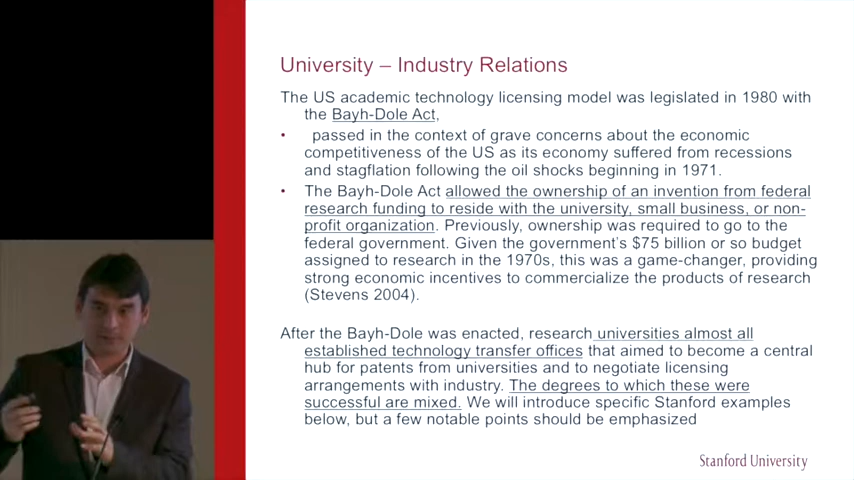 University – Industry Relations
The US academic technology licensing model was legislated in 1980 with
the Bayh-Dole Act,
• passed in the context of grave concerns about the economic
competitiveness of the US as its economy suffered from recessions
and stagflation following the oil shocks beginning in 1971.
• The Bayh-Dole Act allowed the ownership of an invention from federal
research funding to reside with the university, small business, or non-
profit organization. Previously, ownership was required to go to the
federal government. Given the government's $75 billion or so budget
assigned to research in the 1970s, this was a game-changer, providing
strong economic incentives to commercialize the products of research
(Stevens 2004).
After the Bayh-Dole was enacted, research universities almost all
established technology transfer offices that aimed to become a central
hub for patents from universities and to negotiate licensing
arrangements with industry. The degrees to which these were
successful are mixed. We will introduce specific Stanford examples
below, but a few notable points should be emphasized
Stanford University